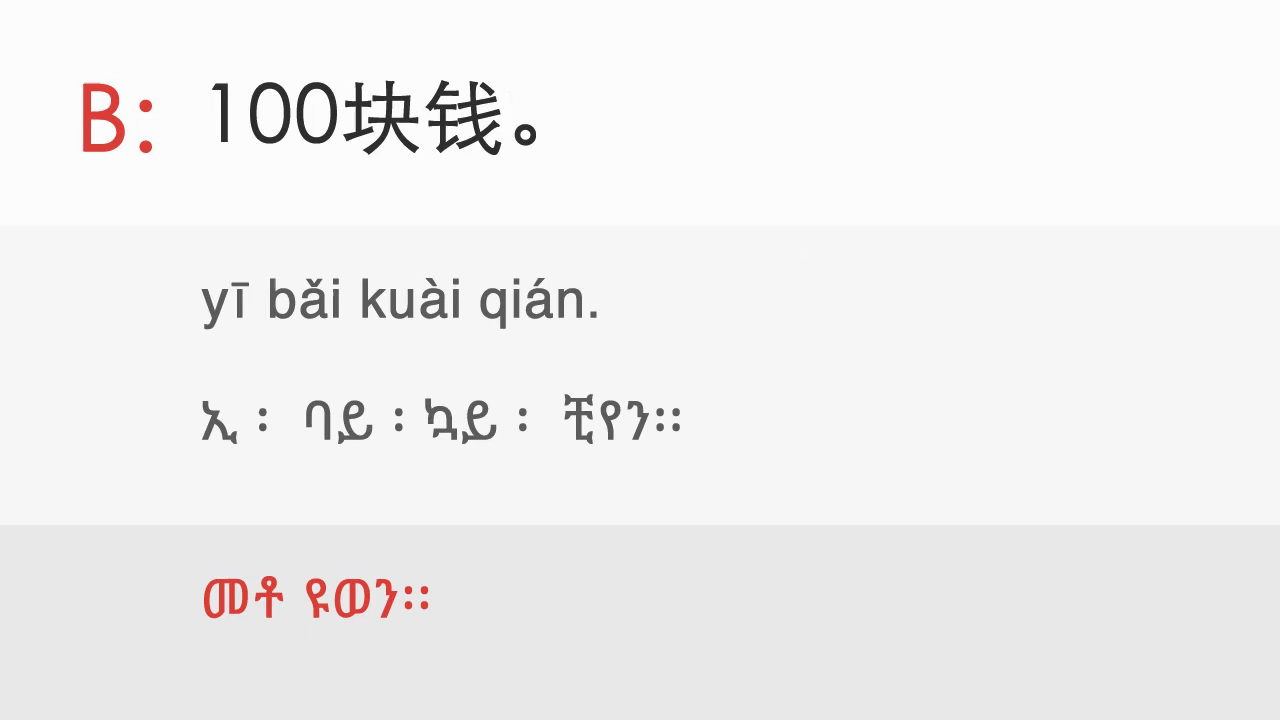 B: 100块钱。
yī bǎi kuài qián.
ኢ ፡ ባይ ፡ ኳይ ፡ ቺየን።
መቶ ዩወን።